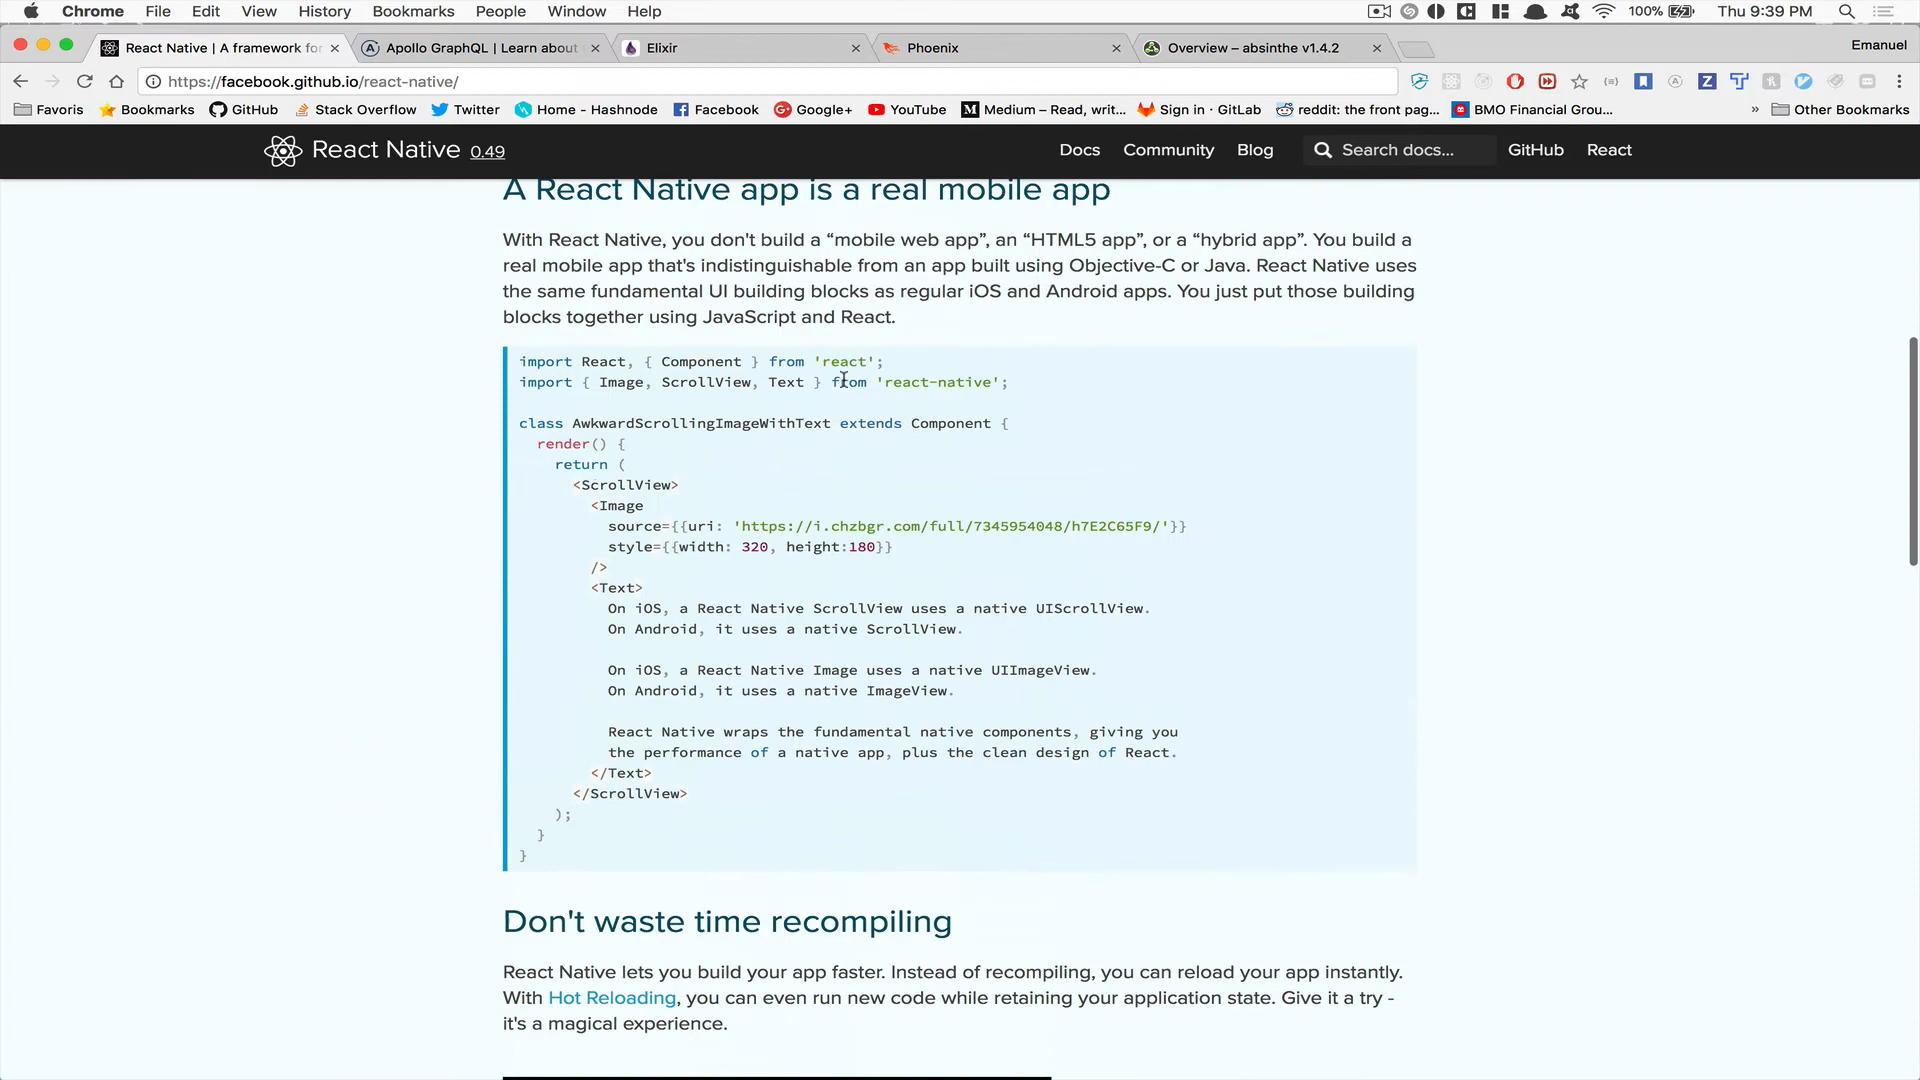 Chrome File Edit View History Bookmarks People Window Help 100% Thu 9:39 PM
React Native | A framework for Apollo GraphQL | Learn about Elixir Phoenix Overview – absinthe v1.4.2 Emanuel
https://facebook.github.io/react-native/
Favoris Bookmarks GitHub Stack Overflow Twitter Home - Hashnode Facebook Google+ YouTube Medium – Read, writ... Sign in · GitLab reddit: the front pag... BMO Financial Grou... » Other Bookmarks
React Native 0.49 Docs Community Blog Search docs... GitHub React
A React Native app is a real mobile app
With React Native, you don't build a “mobile web app”, an “HTML5 app”, or a “hybrid app”. You build a
real mobile app that's indistinguishable from an app built using Objective-C or Java. React Native uses
the same fundamental UI building blocks as regular iOS and Android apps. You just put those building
blocks together using JavaScript and React.
import React, { Component } from 'react';
import { Image, ScrollView, Text } from 'react-native';
class AwkwardScrollingImageWithText extends Component {
render() {
return (
<ScrollView>
<Image
source={{uri: 'https://i.chzbgr.com/full/7345954048/h7E2C65F9/'}}
style={{width: 320, height:180}}
/>
<Text>
On iOS, a React Native ScrollView uses a native UIScrollView.
On Android, it uses a native ScrollView.
On iOS, a React Native Image uses a native UIImageView.
On Android, it uses a native ImageView.
React Native wraps the fundamental native components, giving you
the performance of a native app, plus the clean design of React.
</Text>
</ScrollView>
);
}
}
Don't waste time recompiling
React Native lets you build your app faster. Instead of recompiling, you can reload your app instantly.
With Hot Reloading, you can even run new code while retaining your application state. Give it a try -
it's a magical experience.